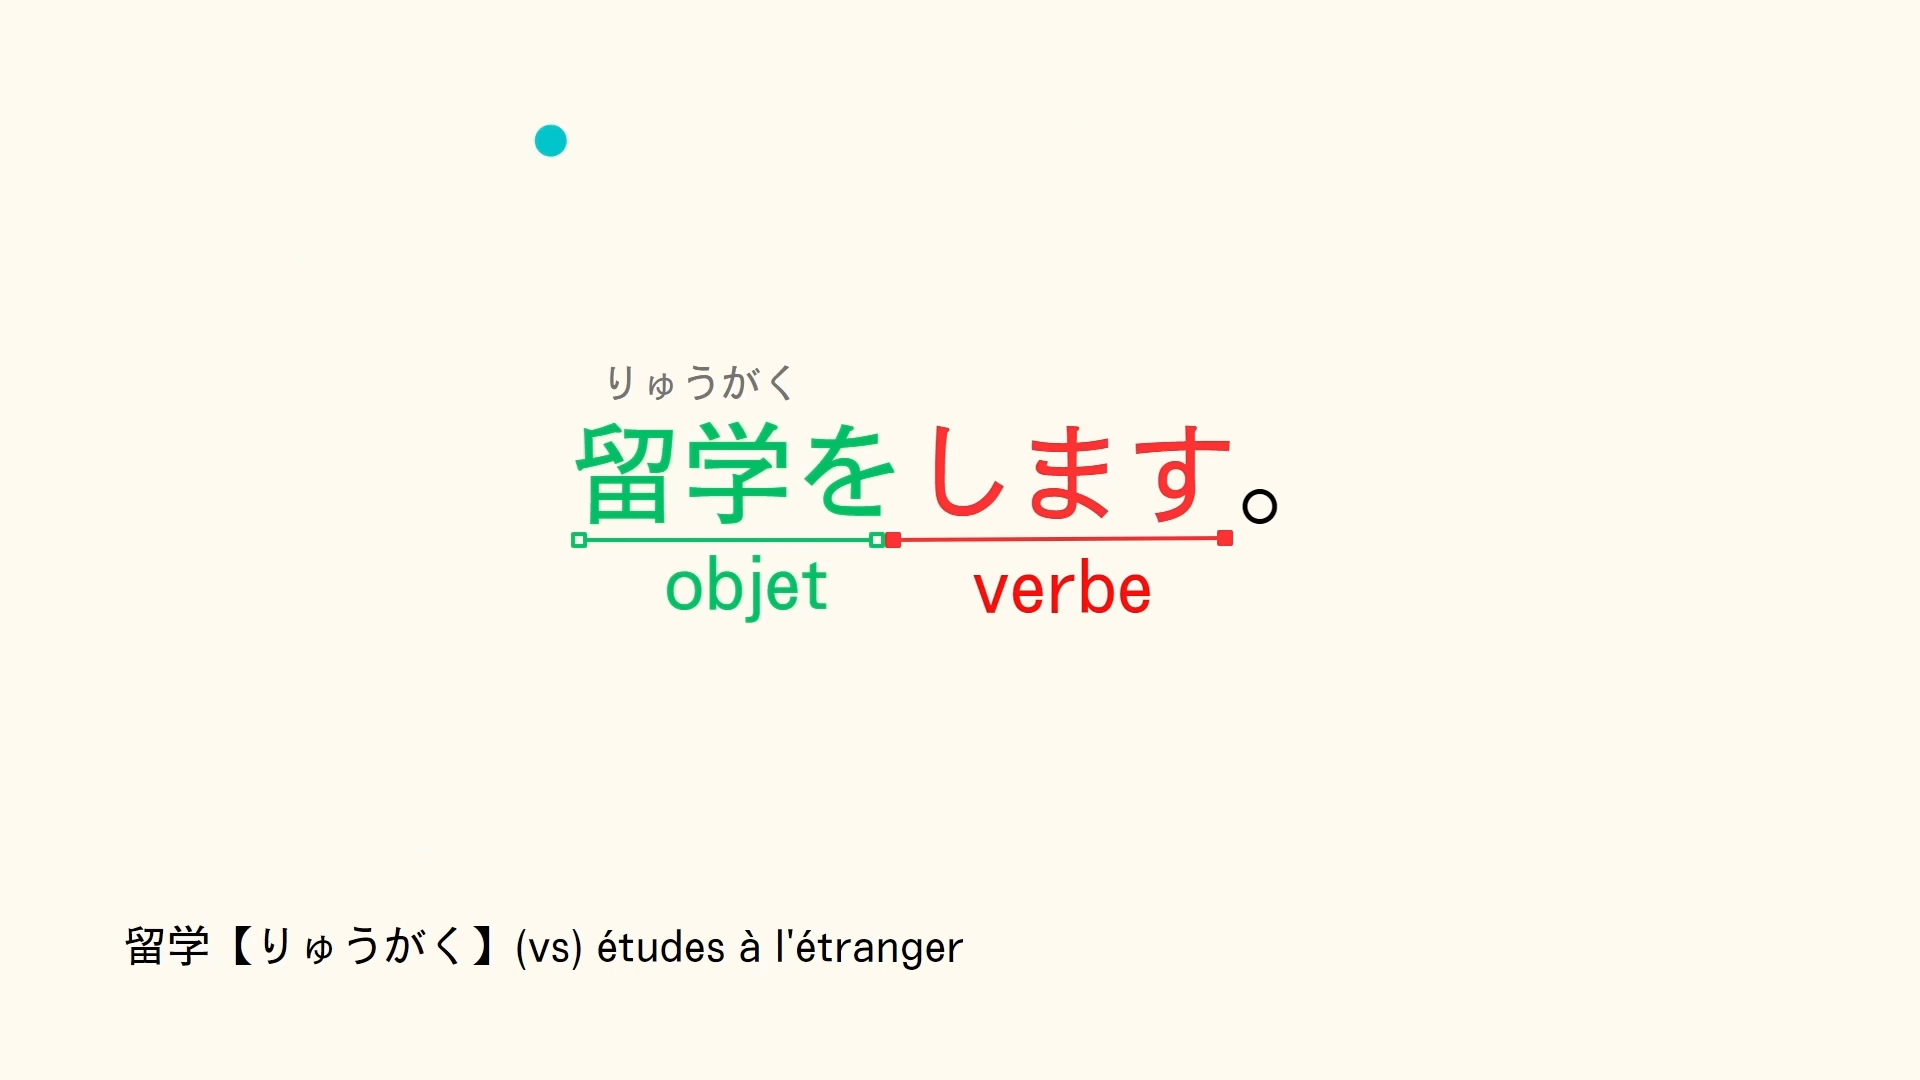 りゅうがく
留学をします。
objet verbe
留学【りゅうがく】(vs) études à l'étranger